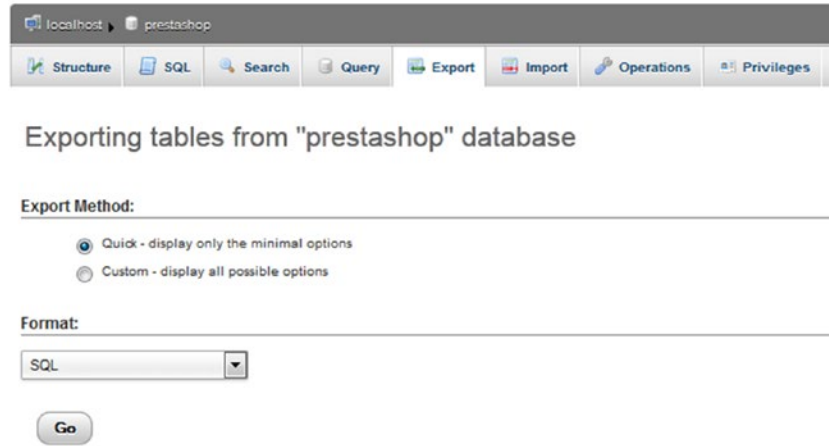 localhost prestashop
Structure SQL Search Query Export Import Operations Privileges
Exporting tables from "prestashop" database
Export Method:
Quick - display only the minimal options
Custom - display all possible options
Format:
SQL
Go